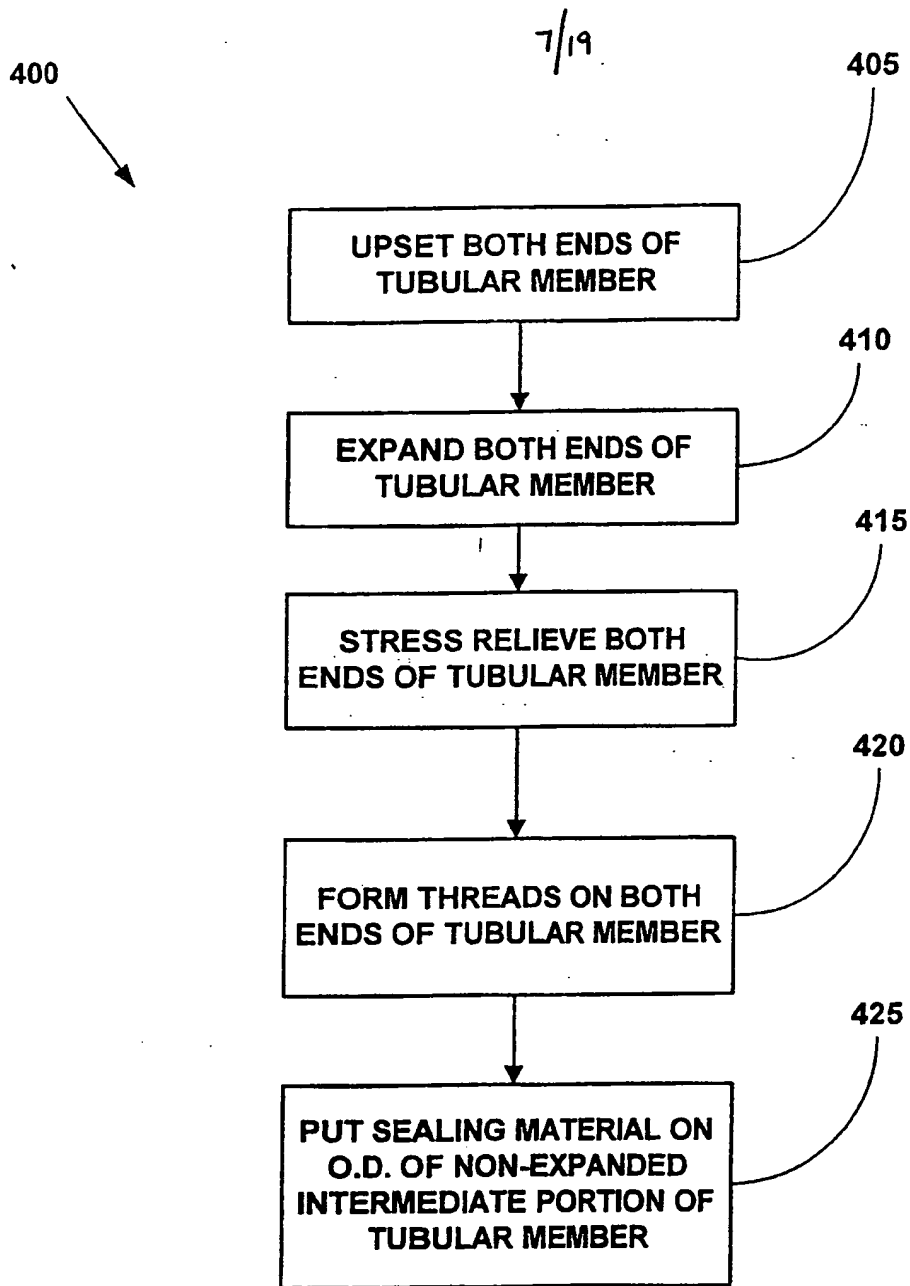 7/19
400
405
UPSET BOTH ENDS OF
TUBULAR MEMBER
410
EXPAND BOTH ENDS OF
TUBULAR MEMBER
415
STRESS RELIEVE BOTH
ENDS OF TUBULAR MEMBER
420
FORM THREADS ON BOTH
ENDS OF TUBULAR MEMBER
425
PUT SEALING MATERIAL ON
O.D. OF NON-EXPANDED
INTERMEDIATE PORTION OF
TUBULAR MEMBER